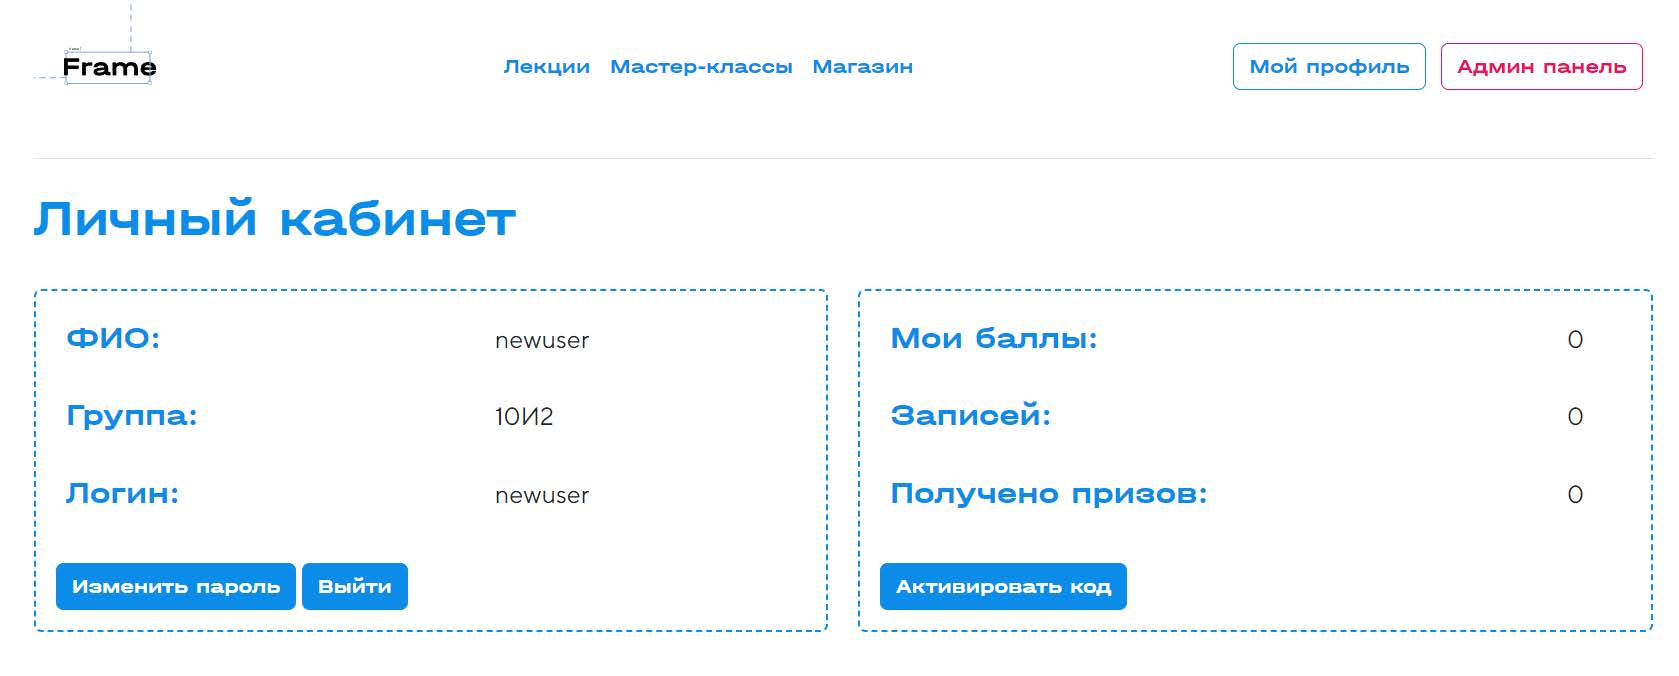 Frame
Лекции Мастер-классы Магазин
Мой профиль Админ панель
Личный кабинет
ФИО: newuser
Группа: 10И2
Логин: newuser
Изменить пароль Выйти
Мои баллы: 0
Записей: 0
Получено призов: 0
Активировать код